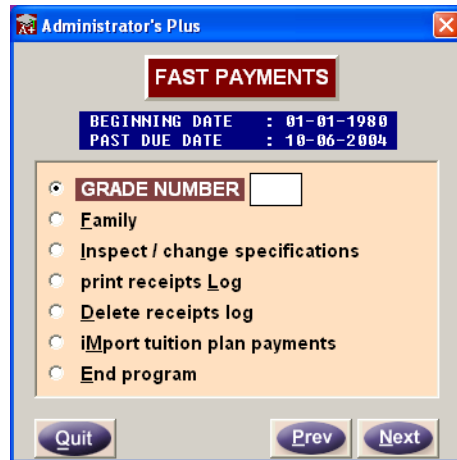 Administrator's Plus
FAST PAYMENTS
BEGINNING DATE : 01-01-1980
PAST DUE DATE : 10-06-2004
GRADE NUMBER
Family
Inspect / change specifications
print receipts Log
Delete receipts log
iMport tuition plan payments
End program
Quit Prev Next